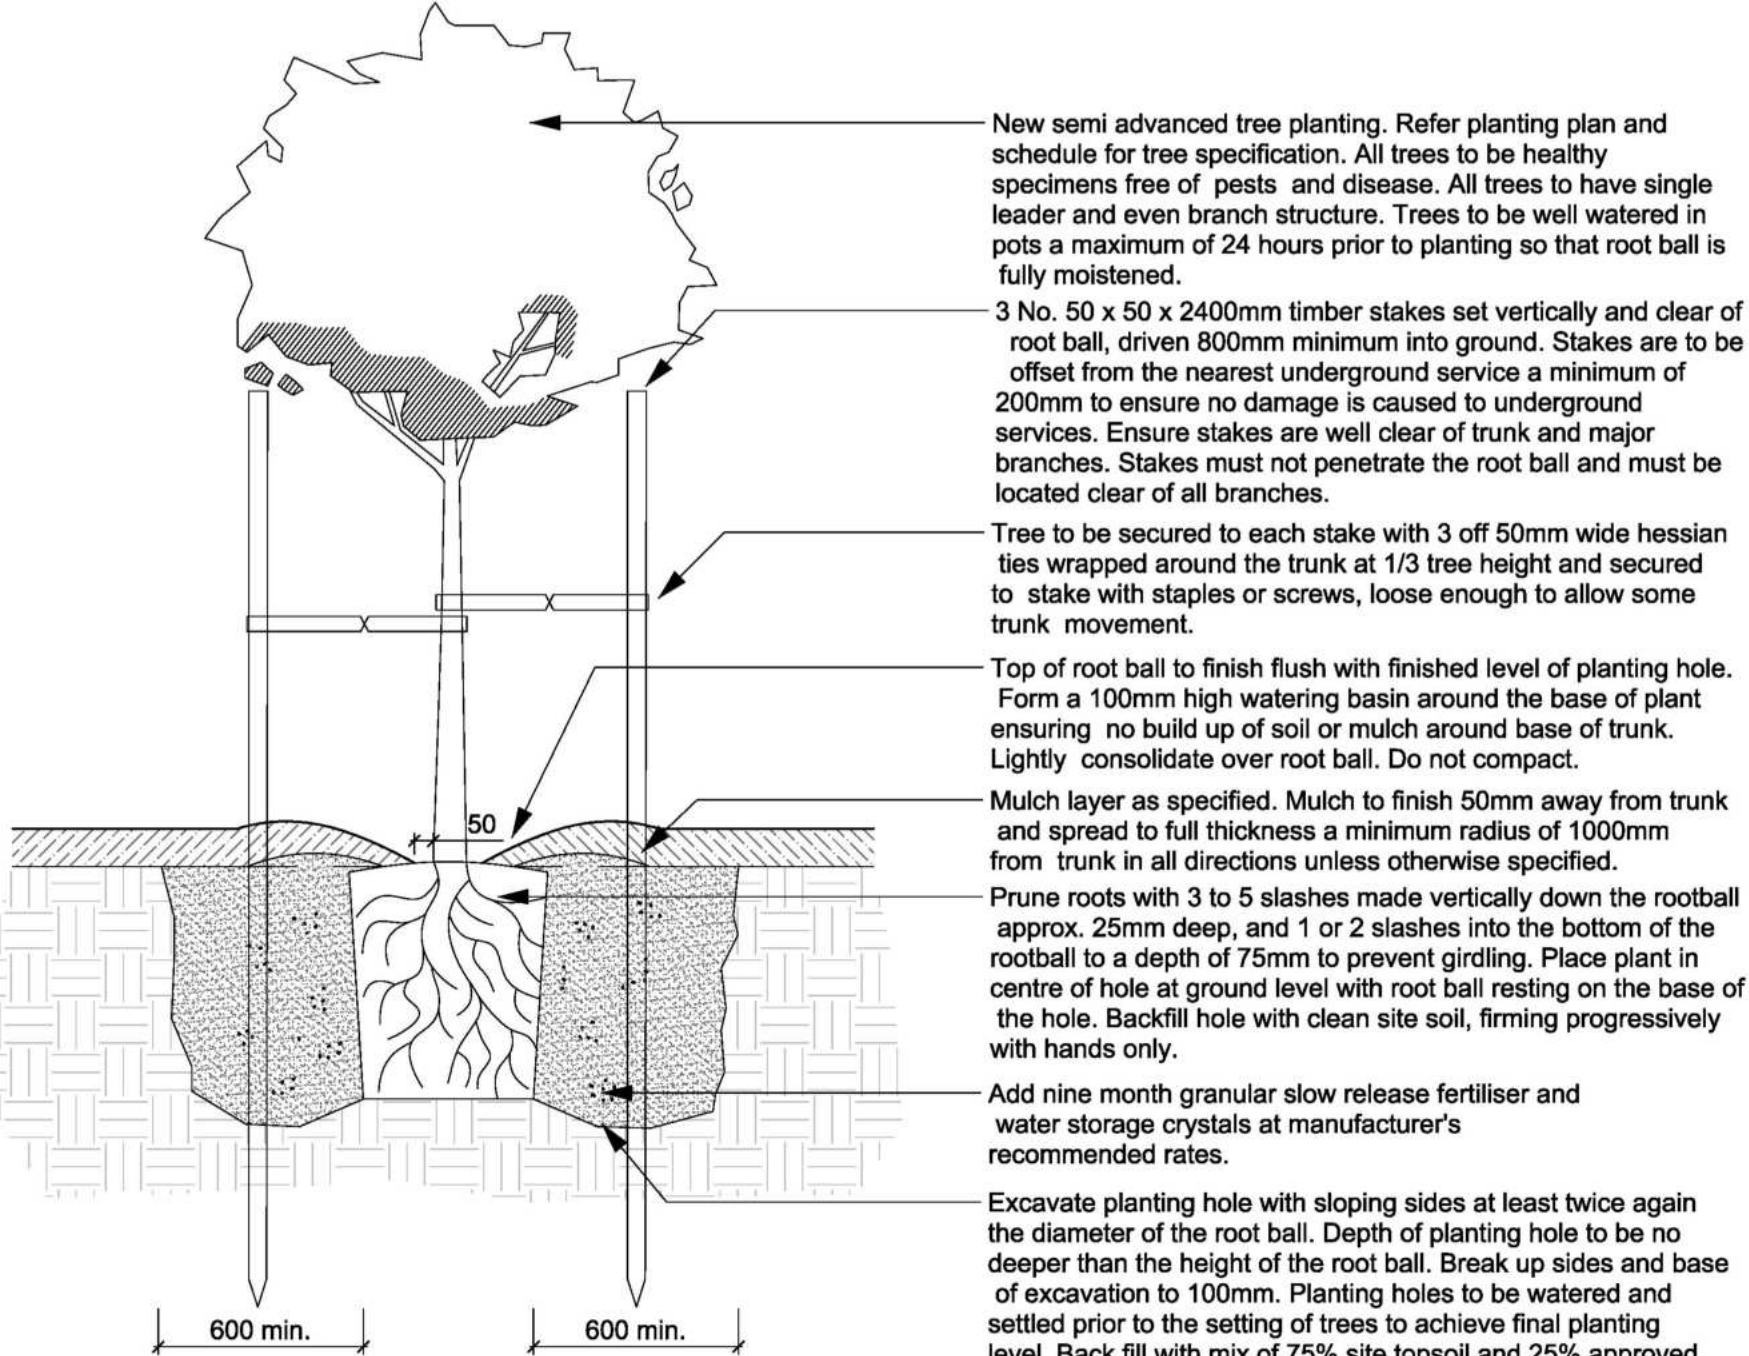 New semi advanced tree planting. Refer planting plan and
schedule for tree specification. All trees to be healthy
specimens free of pests and disease. All trees to have single
leader and even branch structure. Trees to be well watered in
pots a maximum of 24 hours prior to planting so that root ball is
fully moistened.
3 No. 50 x 50 x 2400mm timber stakes set vertically and clear of
root ball, driven 800mm minimum into ground. Stakes are to be
offset from the nearest underground service a minimum of
200mm to ensure no damage is caused to underground
services. Ensure stakes are well clear of trunk and major
branches. Stakes must not penetrate the root ball and must be
located clear of all branches.
Tree to be secured to each stake with 3 off 50mm wide hessian
ties wrapped around the trunk at 1/3 tree height and secured
to stake with staples or screws, loose enough to allow some
trunk movement.
Top of root ball to finish flush with finished level of planting hole.
Form a 100mm high watering basin around the base of plant
ensuring no build up of soil or mulch around base of trunk.
Lightly consolidate over root ball. Do not compact.
50
Mulch layer as specified. Mulch to finish 50mm away from trunk
and spread to full thickness a minimum radius of 1000mm
from trunk in all directions unless otherwise specified.
Prune roots with 3 to 5 slashes made vertically down the rootball
approx. 25mm deep, and 1 or 2 slashes into the bottom of the
rootball to a depth of 75mm to prevent girdling. Place plant in
centre of hole at ground level with root ball resting on the base of
the hole. Backfill hole with clean site soil, firming progressively
with hands only.
Add nine month granular slow release fertiliser and
water storage crystals at manufacturer's
recommended rates.
Excavate planting hole with sloping sides at least twice again
the diameter of the root ball. Depth of planting hole to be no
deeper than the height of the root ball. Break up sides and base
of excavation to 100mm. Planting holes to be watered and
settled prior to the setting of trees to achieve final planting
level. Back fill with mix of 75% site topsoil and 25% approved
600 min.
600 min.